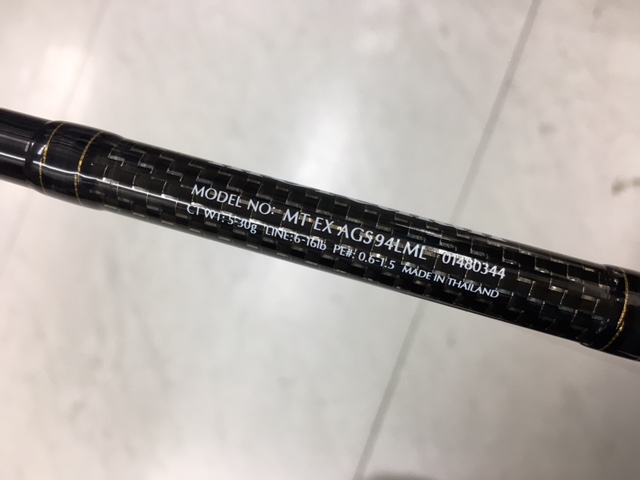 MODEL NO: MT EX AGS94LML 01480344
CT WT: 5-30g LINE: 6-16lb PE#: 0.6-1.5 MADE IN THAILAND